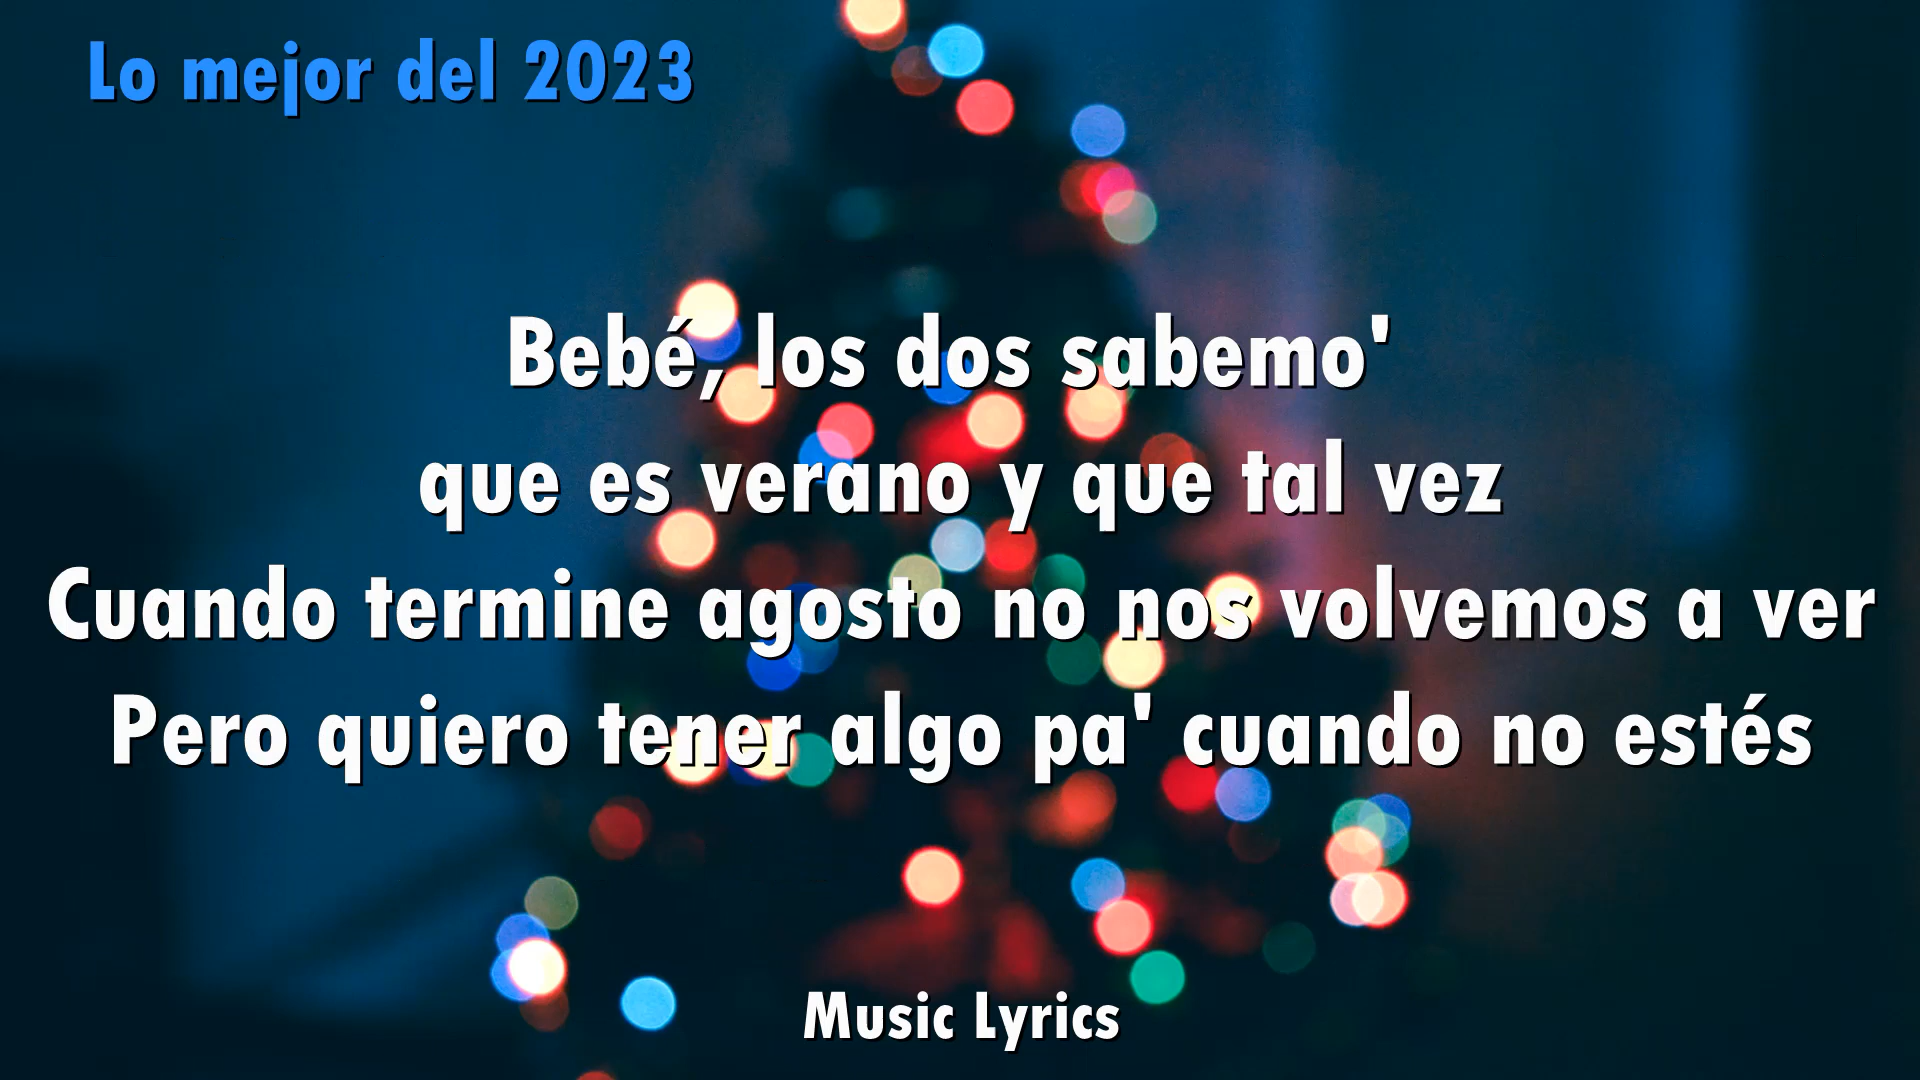 Lo mejor del 2023
Bebé, los dos sabemo'
que es verano y que tal vez
Cuando termine agosto no nos volvemos a ver
Pero quiero tener algo pa' cuando no estés
Music Lyrics